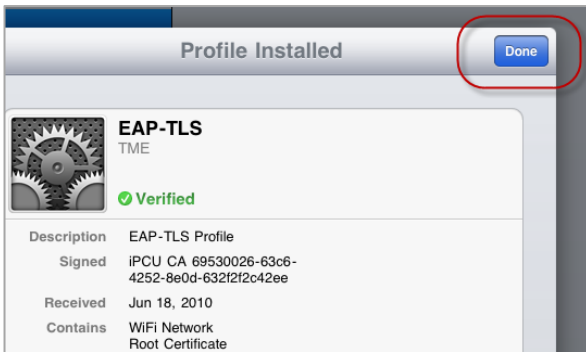 Profile Installed
Done
EAP-TLS
TME
Verified
Description EAP-TLS Profile
Signed iPCU CA 69530026-63c6-
4252-8e0d-632f2f2c42ee
Received Jun 18, 2010
Contains WiFi Network
Root Certificate